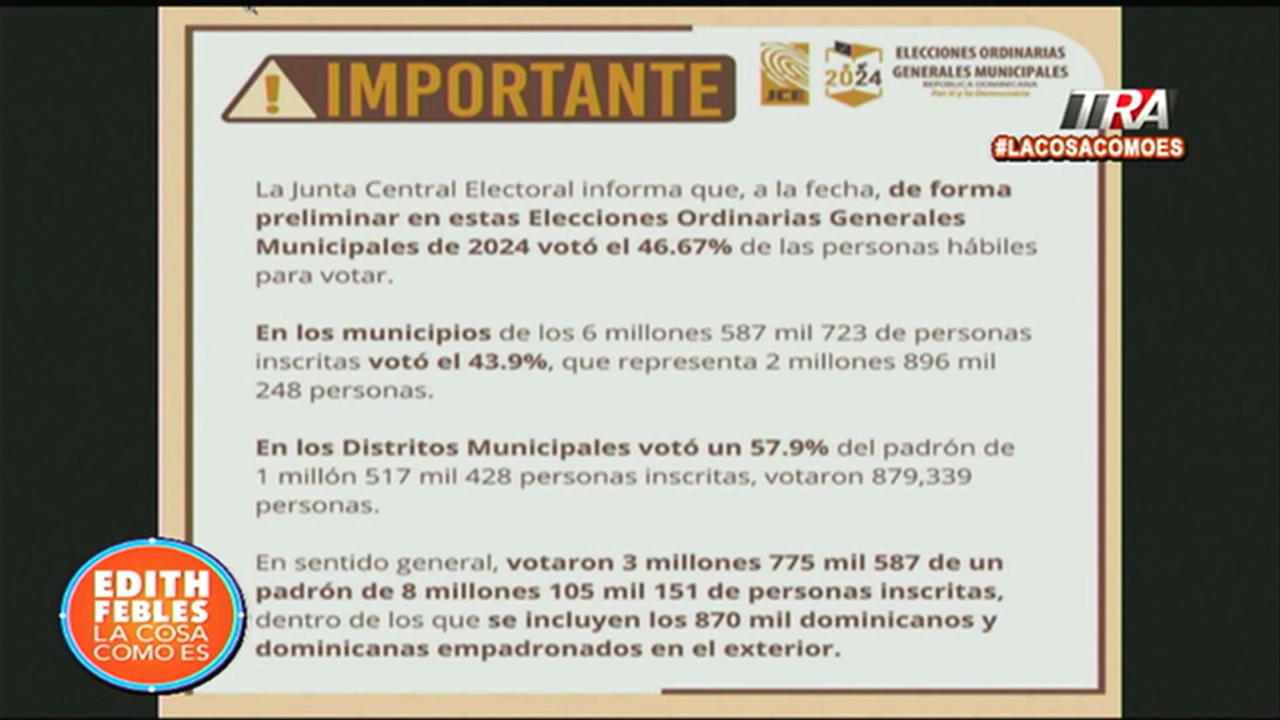 IMPORTANTE
JCE
2024
ELECCIONES ORDINARIAS
GENERALES MUNICIPALES
REPÚBLICA DOMINICANA
Por ti y la Democracia
TRA
#LACOSACOMOES
La Junta Central Electoral informa que, a la fecha, de forma
preliminar en estas Elecciones Ordinarias Generales
Municipales de 2024 votó el 46.67% de las personas hábiles
para votar.
En los municipios de los 6 millones 587 mil 723 de personas
inscritas votó el 43.9%, que representa 2 millones 896 mil
248 personas.
En los Distritos Municipales votó un 57.9% del padrón de
1 millón 517 mil 428 personas inscritas, votaron 879,339
personas.
En sentido general, votaron 3 millones 775 mil 587 de un
padrón de 8 millones 105 mil 151 de personas inscritas,
dentro de los que se incluyen los 870 mil dominicanos y
dominicanas empadronados en el exterior.
EDITH
FEBLES
LA COSA
COMO ES